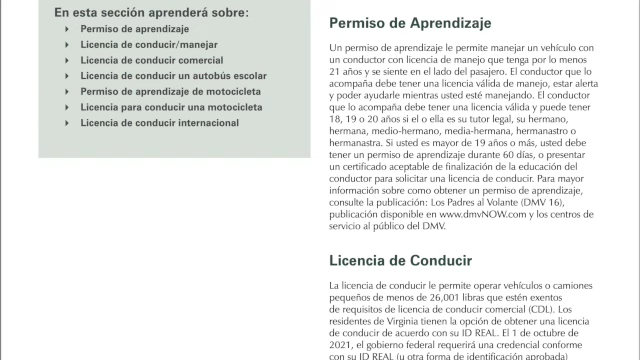 En esta sección aprenderá sobre:
Permiso de aprendizaje
Licencia de conducir/manejar
Licencia de conducir comercial
Licencia de conducir un autobús escolar
Permiso de aprendizaje de motocicleta
Licencia para conducir una motocicleta
Licencia de conducir internacional
Permiso de Aprendizaje
Un permiso de aprendizaje le permite manejar un vehículo con
un conductor con licencia de manejo que tenga por lo menos
21 años y se siente en el lado del pasajero. El conductor que lo
acompaña debe tener una licencia válida de manejo, estar alerta
y poder ayudarle mientras usted esté manejando. El conductor
que lo acompaña debe tener una licencia válida y puede tener
18, 19 o 20 años si el o ella es su tutor legal, su hermano,
hermana, medio-hermano, media-hermana, hermanastro o
hermanastra. Si usted es mayor de 19 años o más, usted debe
tener un permiso de aprendizaje durante 60 días, o presentar
un certificado aceptable de finalización de la educación del
conductor para solicitar una licencia de conducir. Para mayor
información sobre como obtener un permiso de aprendizaje,
consulte la publicación: Los Padres al Volante (DMV 16),
publicación disponible en www.dmvNOW.com y los centros de
servicio al público del DMV.
Licencia de Conducir
La licencia de conducir le permite operar vehículos o camiones
pequeños de menos de 26,001 libras que estén exentos
de requisitos de licencia de conducir comercial (CDL). Los
residentes de Virginia tienen la opción de obtener una licencia
de conducir de acuerdo con su ID REAL. El 1 de octubre de
2021, el gobierno federal requerirá una credencial conforme
con su ID REAL (u otra forma de identificación aprobada)